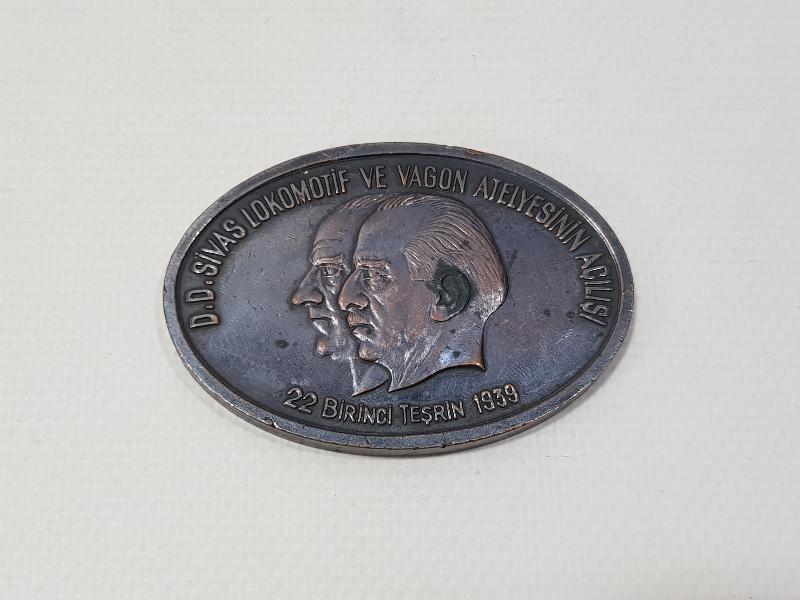 D.D. SİVAS LOKOMOTİF VE VAGON ATELYESİNİN AÇILIŞI
22 BİRİNCİ TEŞRİN 1939